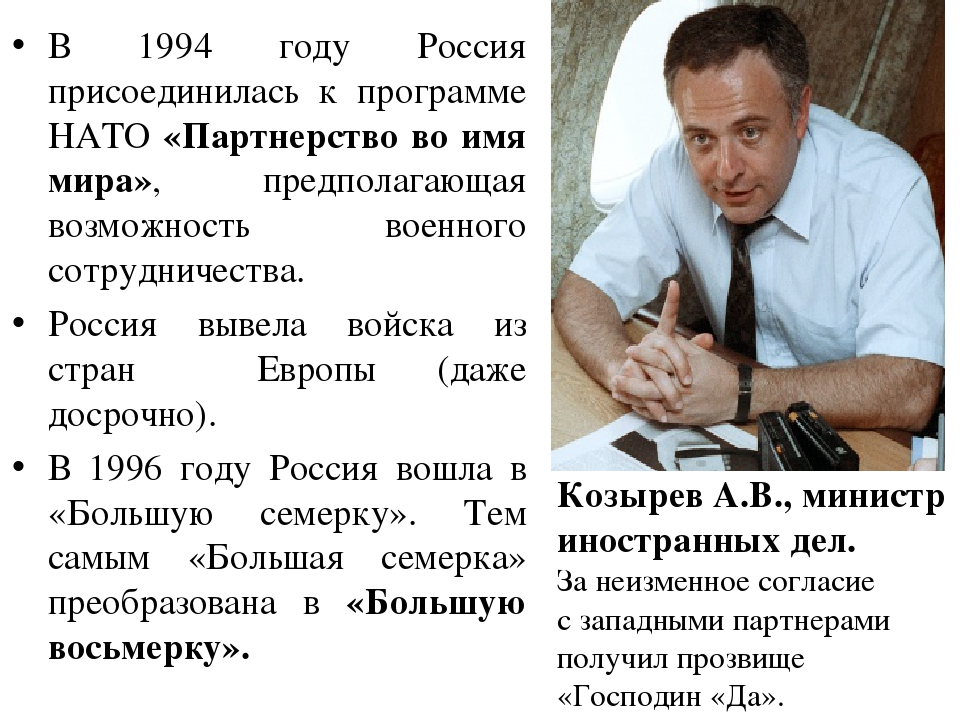 • В 1994 году Россия
присоединилась к программе
НАТО «Партнерство во имя
мира», предполагающая
возможность военного
сотрудничества.
• Россия вывела войска из
стран Европы (даже
досрочно).
• В 1996 году Россия вошла в
«Большую семерку». Тем
самым «Большая семерка»
преобразована в «Большую
восьмерку».
Козырев А.В., министр
иностранных дел.
За неизменное согласие
с западными партнерами
получил прозвище
«Господин «Да».